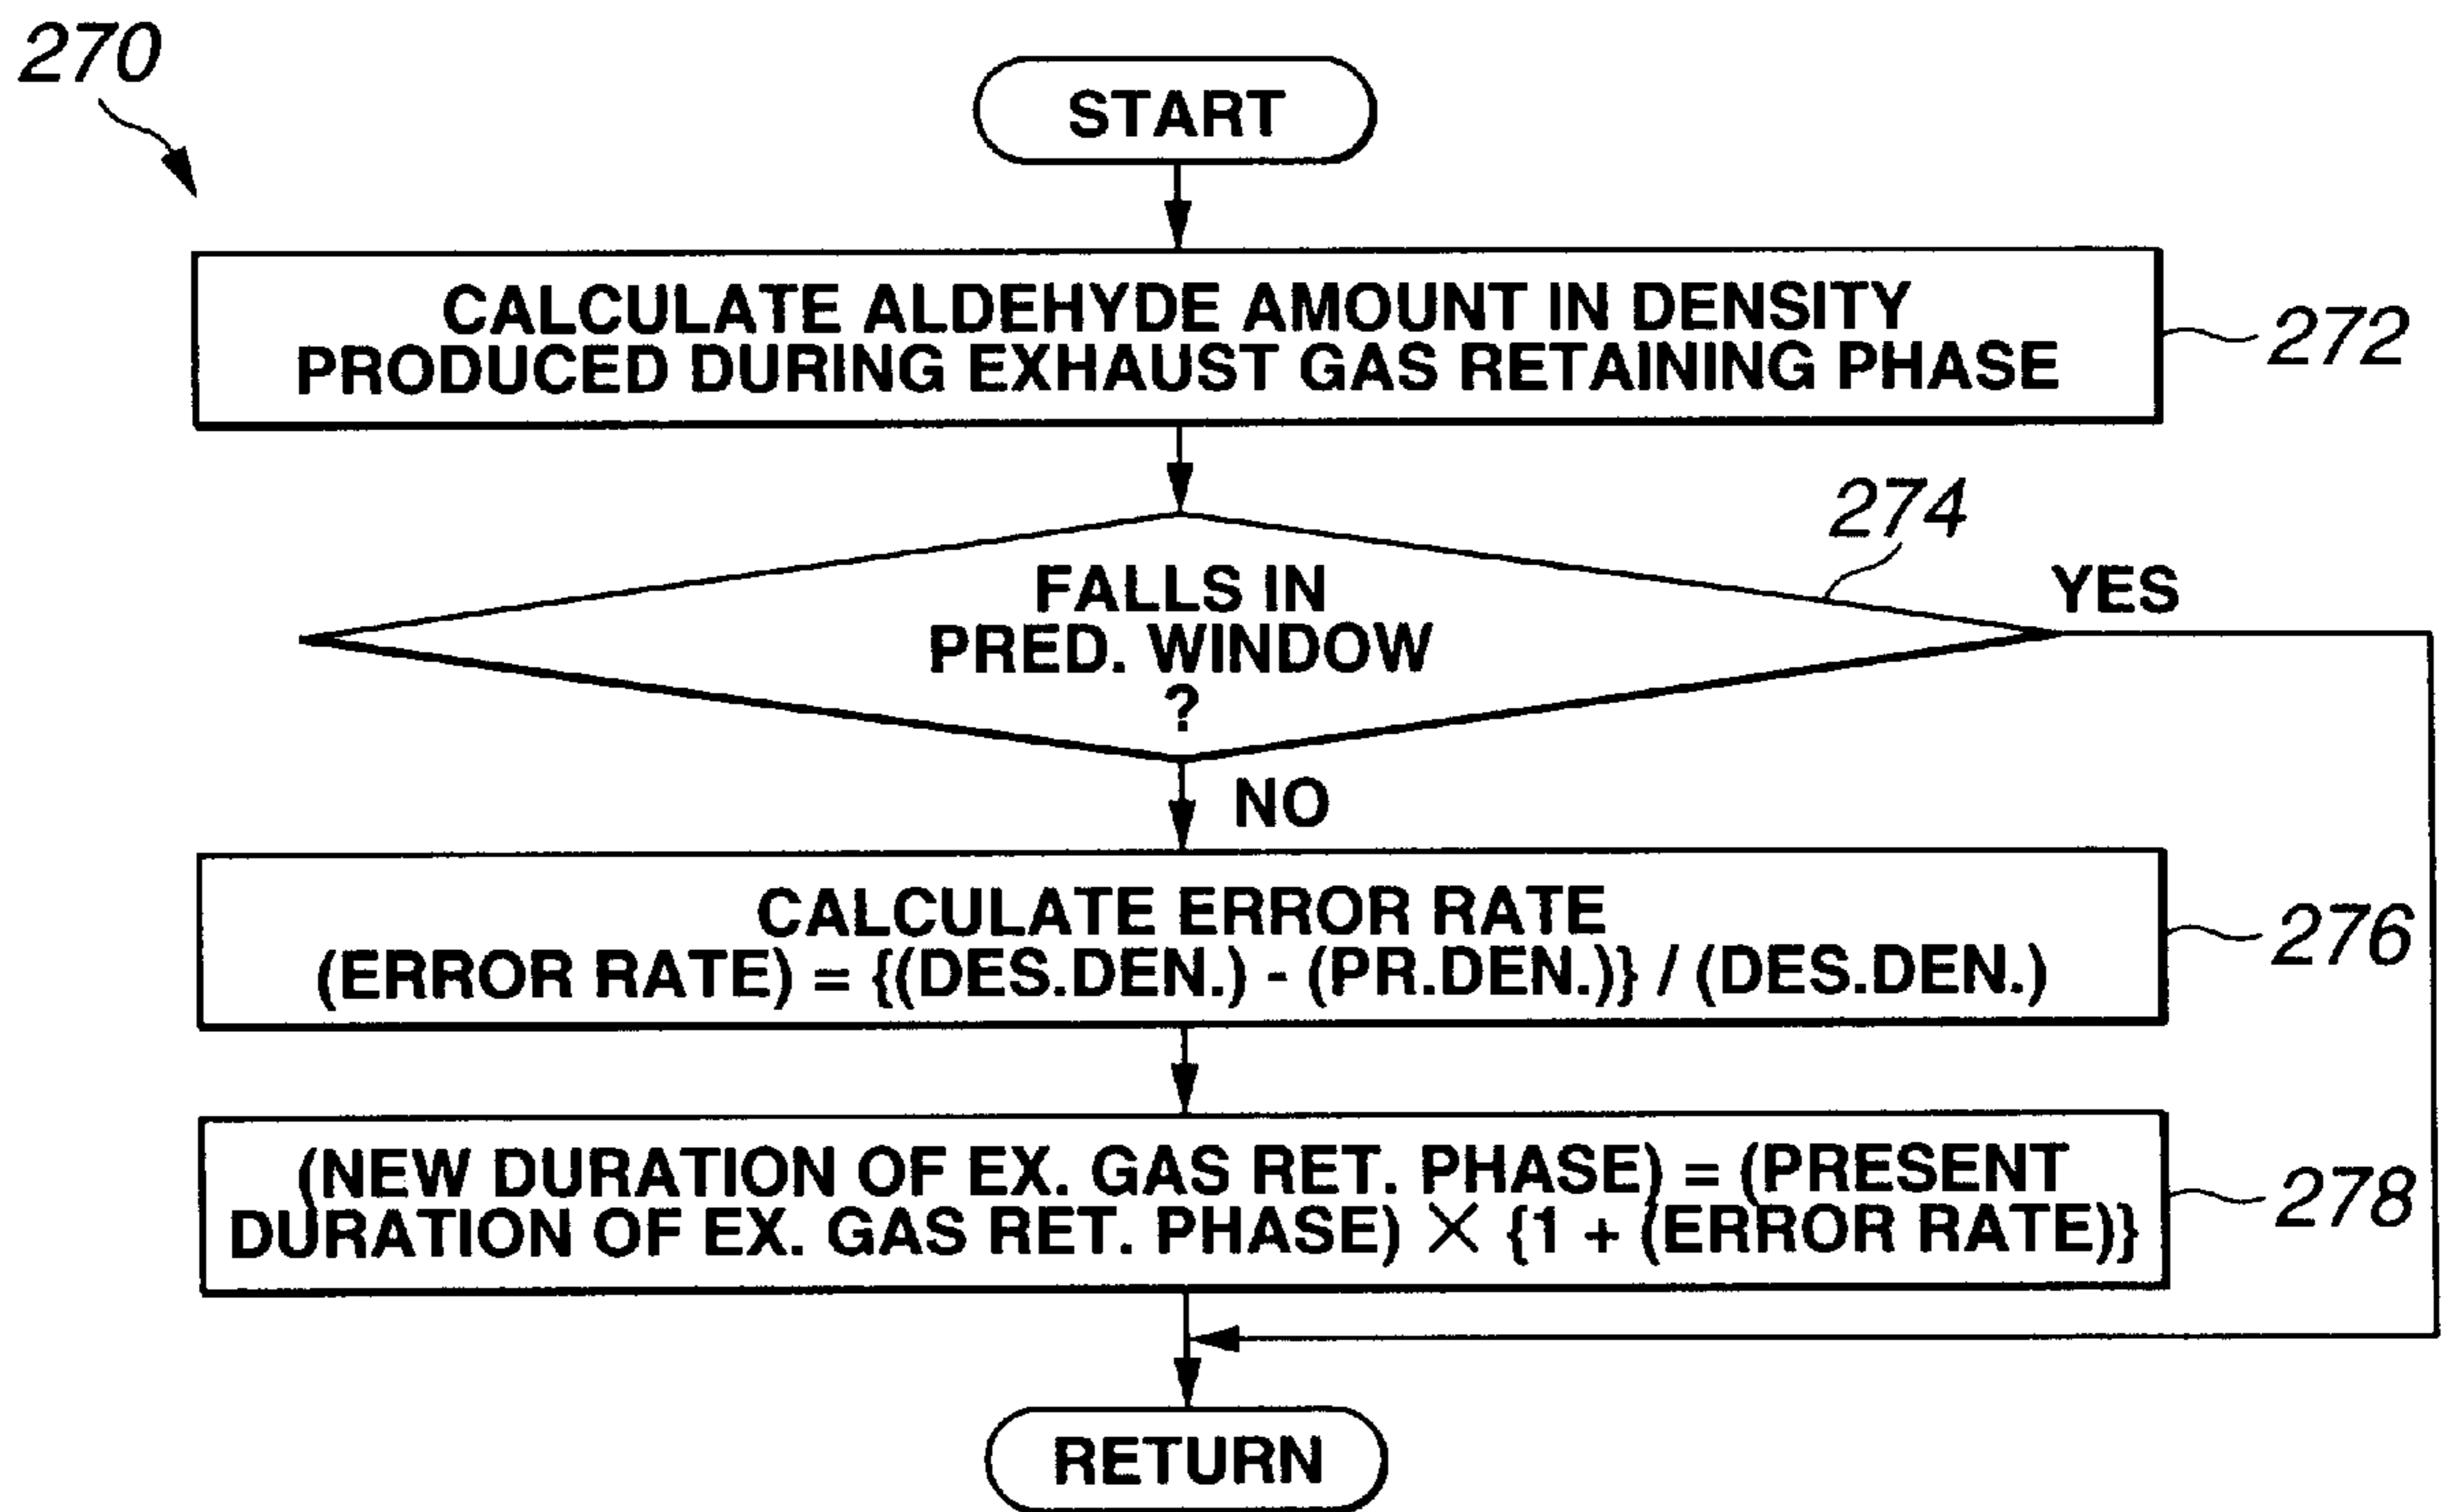 270
START
CALCULATE ALDEHYDE AMOUNT IN DENSITY
PRODUCED DURING EXHAUST GAS RETAINING PHASE
272
274
FALLS IN
PRED. WINDOW
?
YES
NO
CALCULATE ERROR RATE
(ERROR RATE) = {(DES.DEN.) - (PR.DEN.)} / (DES.DEN.)
276
(NEW DURATION OF EX. GAS RET. PHASE) = (PRESENT
DURATION OF EX. GAS RET. PHASE) × {1 + (ERROR RATE)}
278
RETURN